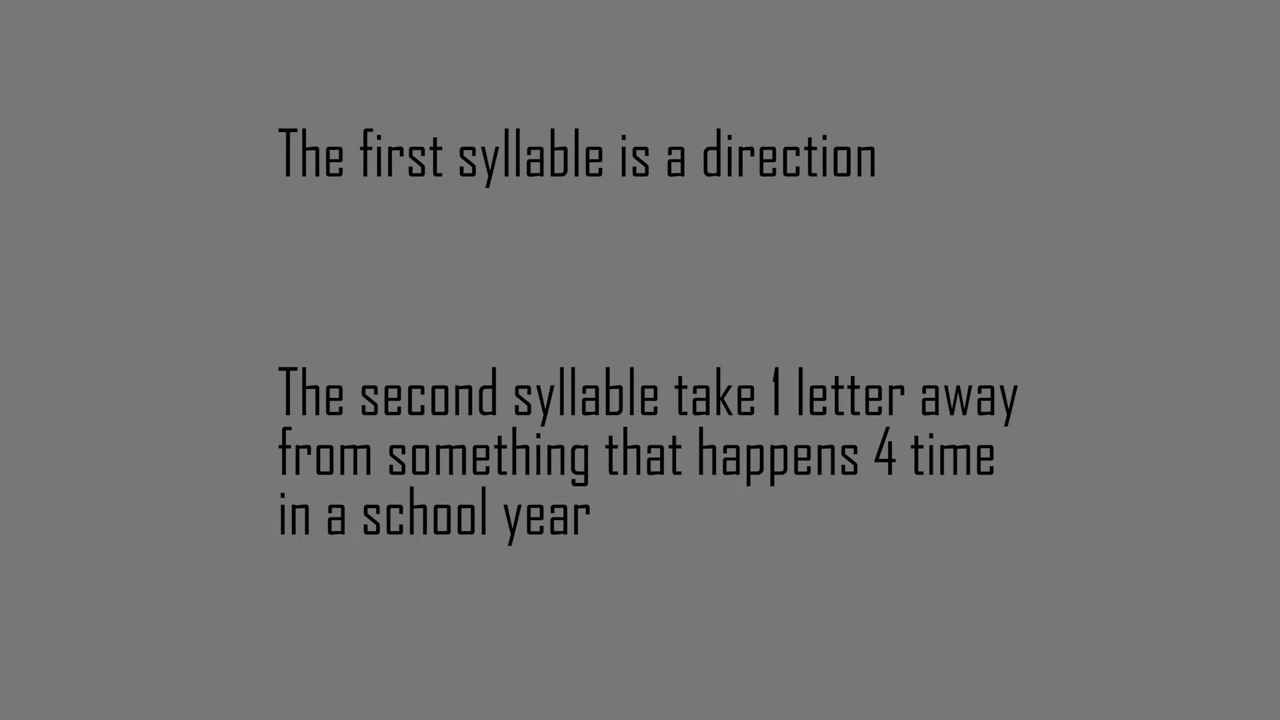 The first syllable is a direction
The second syllable take 1 letter away
from something that happens 4 time
in a school year